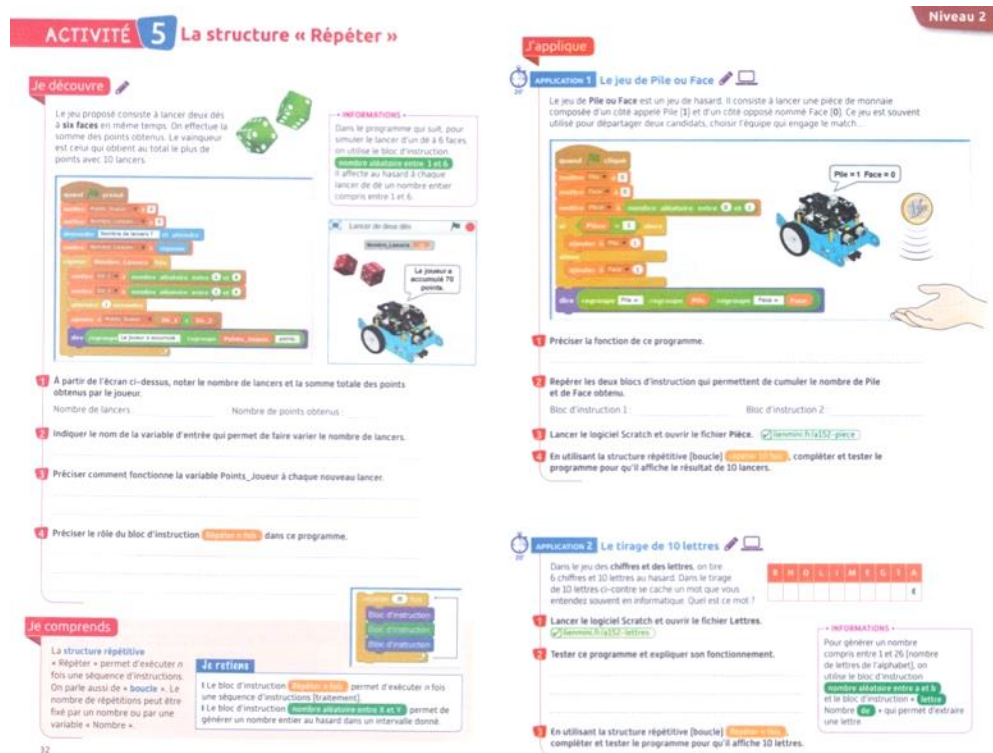 ACTIVITÉ 5 La structure « Répéter »
Je découvre
Le jeu proposé consiste à lancer deux dés
à six faces en même temps. On effectue la
somme des points obtenus. Le vainqueur
est celui qui obtient au total le plus de
points avec 10 lancers.
INFORMATIONS
Dans le programme qui suit, pour
simuler le lancer d'un dé à 6 faces,
on utilise le bloc d'instruction
nombre aléatoire entre 1 et 6
Il affecte au hasard à chaque
lancer de dé un nombre entier
compris entre 1 et 6.
quand pressé
Lancer de deux dés
Le joueur a
accumulé 70
points.
1 À partir de l'écran ci-dessus, noter le nombre de lancers et la somme totale des points
obtenus par le joueur.
Nombre de lancers
Nombre de points obtenus
2 Indiquer le nom de la variable d'entrée qui permet de faire varier le nombre de lancers.
3 Préciser comment fonctionne la variable Points_Joueur à chaque nouveau lancer.
4 Préciser le rôle du bloc d'instruction Répéter n fois dans ce programme.
répéter n fois
Bloc d'instruction
Bloc d'instruction
Bloc d'instruction
Je comprends
La structure répétitive
« Répéter » permet d'exécuter n
fois une séquence d'instructions.
On parle aussi de « boucle ». Le
nombre de répétitions peut être
fixé par un nombre ou par une
variable « Nombre ».
Je retiens
Le bloc d'instruction Répéter n fois permet d'exécuter n fois
une séquence d'instructions [traitement].
Le bloc d'instruction nombre aléatoire entre X et Y permet de
générer un nombre entier au hasard dans un intervalle donné.
32
Niveau 2
J'applique
20'
APPLICATION 1 Le jeu de Pile ou Face
Le jeu de Pile ou Face est un jeu de hasard. Il consiste à lancer une pièce de monnaie
composée d'un côté appelé Pile [1] et d'un côté opposé nommé Face [0]. Ce jeu est souvent
utilisé pour départager deux candidats, choisir l'équipe qui engage le match...
quand cliqué
Pile = 1 Face = 0
1 Préciser la fonction de ce programme.
2 Repérer les deux blocs d'instruction qui permettent de cumuler le nombre de Pile
et de Face obtenu.
Bloc d'instruction 1
Bloc d'instruction 2
3 Lancer le logiciel Scratch et ouvrir le fichier Pièce. lienmini.fr/a152-piece
4 En utilisant la structure répétitive [boucle] répéter 10 fois, compléter et tester le
programme pour qu'il affiche le résultat de 10 lancers.
20'
APPLICATION 2 Le tirage de 10 lettres
Dans le jeu des chiffres et des lettres, on tire
6 chiffres et 10 lettres au hasard. Dans le tirage
de 10 lettres ci-contre se cache un mot que vous
entendez souvent en informatique. Quel est ce mot ?
R H O L I M E G T A
1 Lancer le logiciel Scratch et ouvrir le fichier Lettres.
lienmini.fr/a152-lettres
2 Tester ce programme et expliquer son fonctionnement.
INFORMATIONS
Pour générer un nombre
compris entre 1 et 26 [nombre
de lettres de l'alphabet], on
utilise le bloc d'instruction
nombre aléatoire entre a et b
et le bloc d'instruction « lettre
Nombre de » qui permet d'extraire
une lettre.
3 En utilisant la structure répétitive [boucle] Répéter n fois,
compléter et tester le programme pour qu'il affiche 10 lettres.